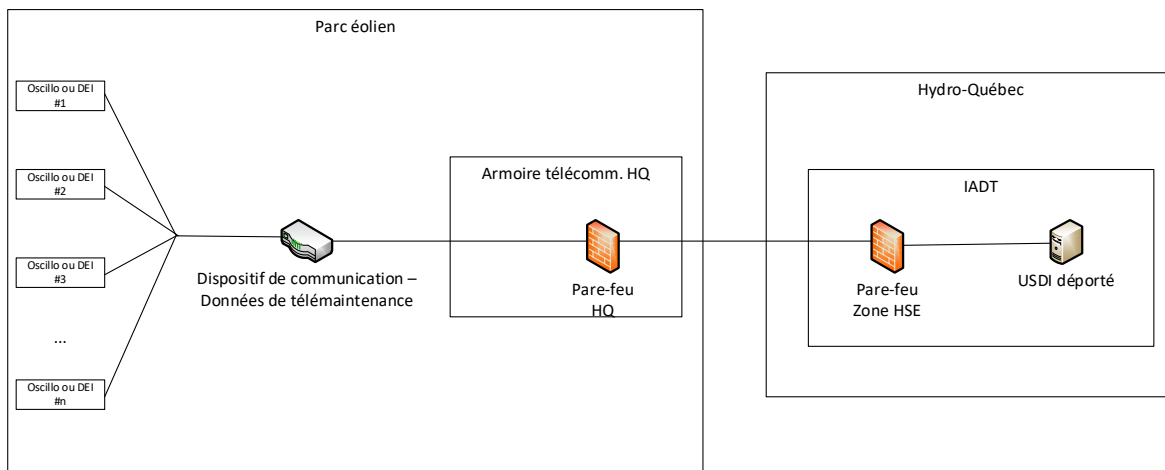 Parc éolien
Oscillo ou DEI
#1
Oscillo ou DEI
#2
Oscillo ou DEI
#3
...
Oscillo ou DEI
#n
Dispositif de communication –
Données de télémaintenance
Armoire télécomm. HQ
Pare-feu
HQ
Hydro-Québec
IADT
Pare-feu
Zone HSE
USDI déporté